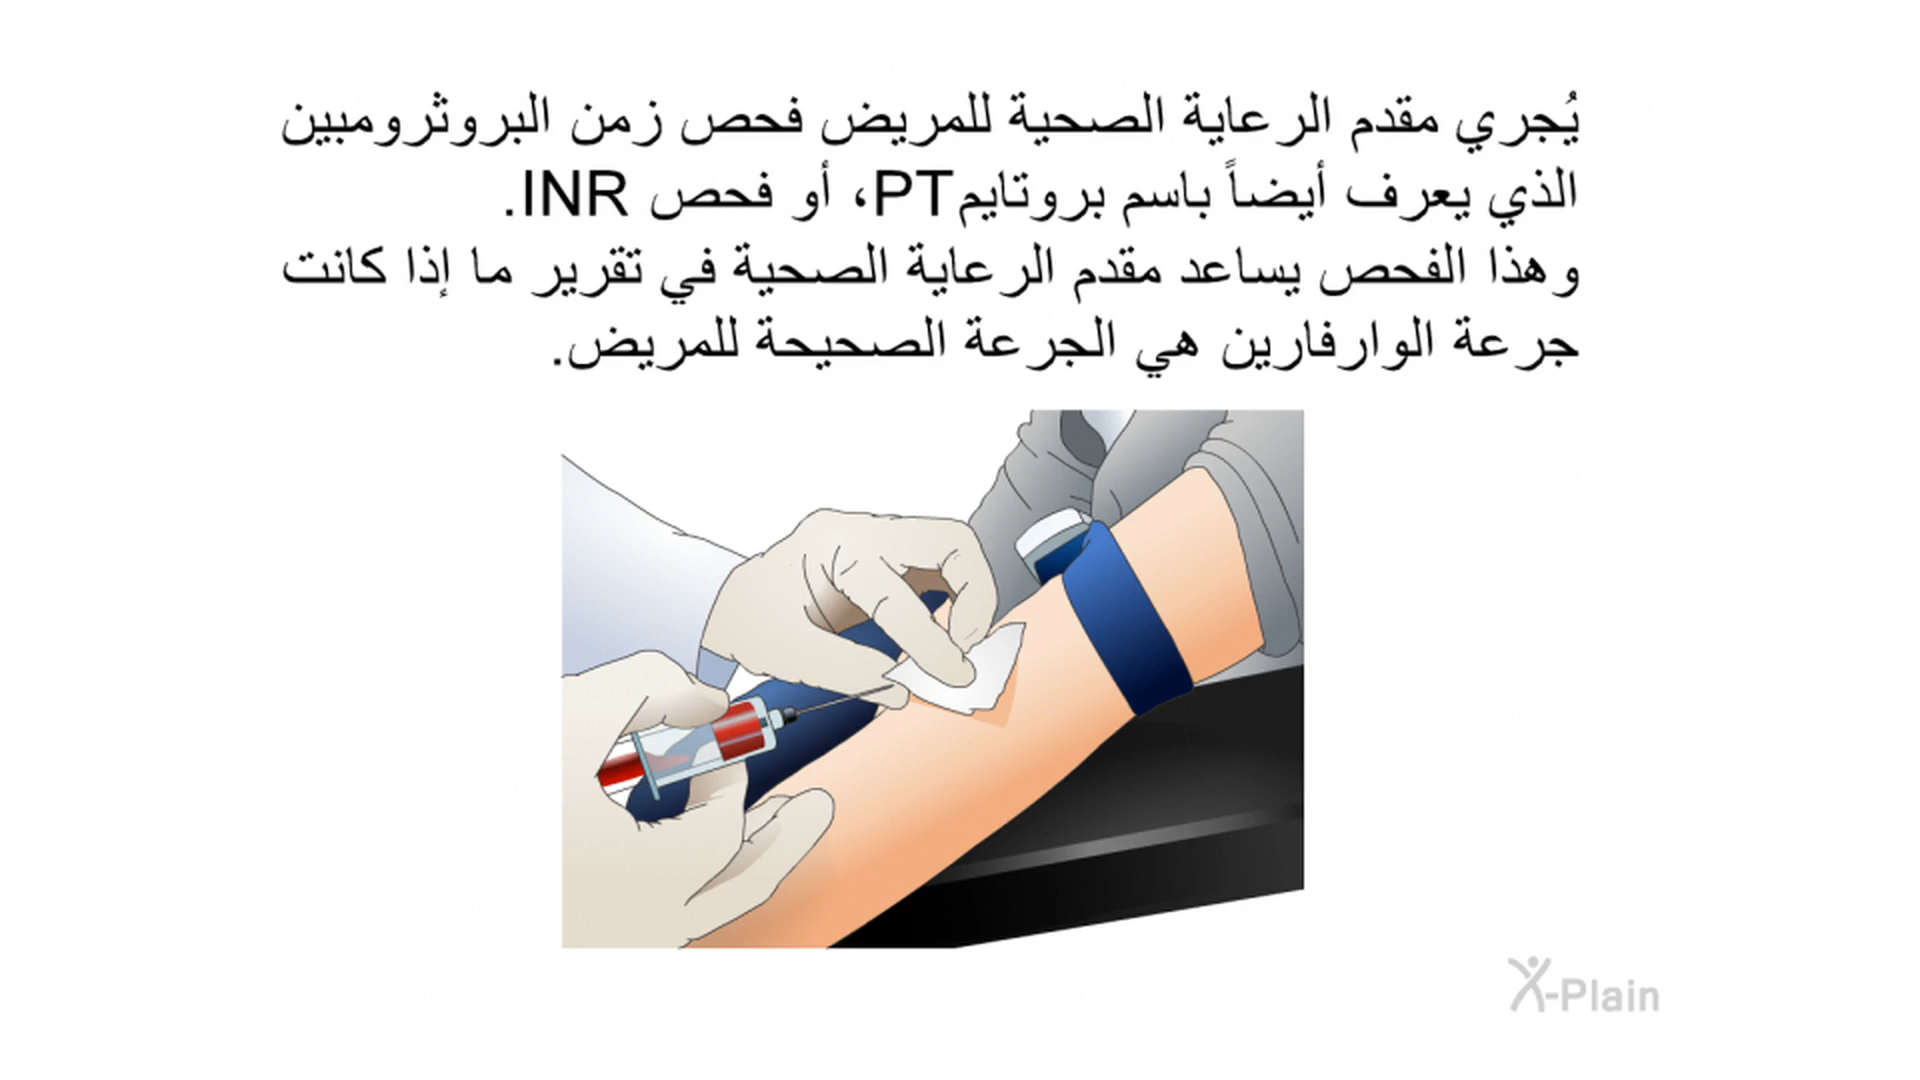 يُجري مقدم الرعاية الصحية للمريض فحص زمن البروثرومبين
الذي يعرف أيضاً باسم بروتايمPT، أو فحص INR.
وهذا الفحص يساعد مقدم الرعاية الصحية في تقرير ما إذا كانت
جرعة الوارفارين هي الجرعة الصحيحة للمريض.
X-Plain